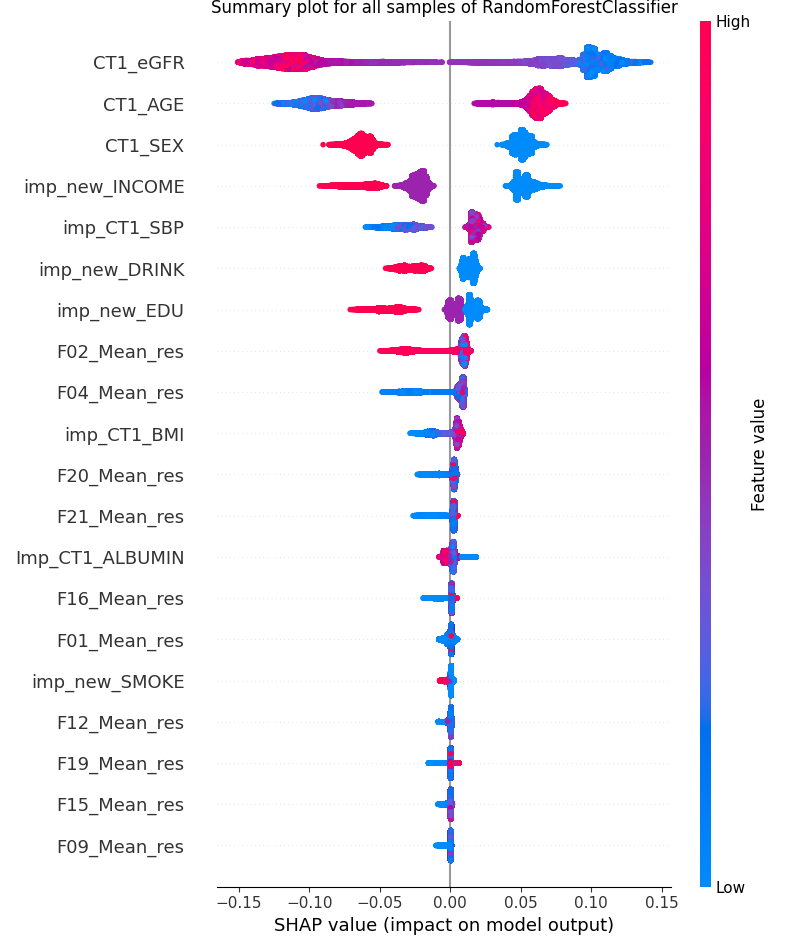 Summary plot for all samples of RandomForestClassifier
High
CT1_eGFR
CT1_AGE
CT1_SEX
imp_new_INCOME
imp_CT1_SBP
imp_new_DRINK
imp_new_EDU
F02_Mean_res
F04_Mean_res
imp_CT1_BMI
F20_Mean_res
F21_Mean_res
Imp_CT1_ALBUMIN
F16_Mean_res
F01_Mean_res
imp_new_SMOKE
F12_Mean_res
F19_Mean_res
F15_Mean_res
F09_Mean_res
Feature value
Low
−0.15 −0.10 −0.05 0.00 0.05 0.10 0.15
SHAP value (impact on model output)